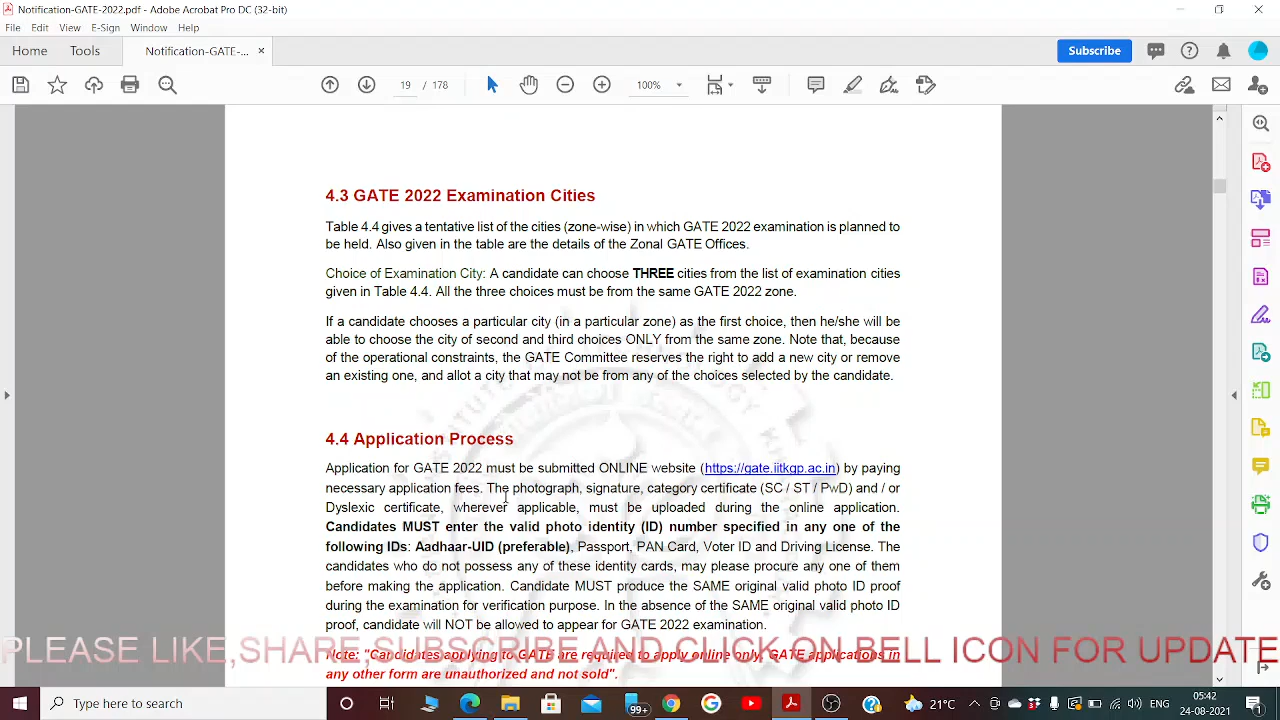 Notification-GATE-2022.pdf - Adobe Acrobat Pro DC (32-bit)
File Edit View E-Sign Window Help
Home Tools Notification-GATE-... × Subscribe
19 / 178 100%
4.3 GATE 2022 Examination Cities
Table 4.4 gives a tentative list of the cities (zone-wise) in which GATE 2022 examination is planned to
be held. Also given in the table are the details of the Zonal GATE Offices.
Choice of Examination City: A candidate can choose THREE cities from the list of examination cities
given in Table 4.4. All the three choices must be from the same GATE 2022 zone.
If a candidate chooses a particular city (in a particular zone) as the first choice, then he/she will be
able to choose the city of second and third choices ONLY from the same zone. Note that, because
of the operational constraints, the GATE Committee reserves the right to add a new city or remove
an existing one, and allot a city that may not be from any of the choices selected by the candidate.
4.4 Application Process
Application for GATE 2022 must be submitted ONLINE website (https://gate.iitkgp.ac.in) by paying
necessary application fees. The photograph, signature, category certificate (SC / ST / PwD) and / or
Dyslexic certificate, wherever applicable, must be uploaded during the online application.
Candidates MUST enter the valid photo identity (ID) number specified in any one of the
following IDs: Aadhaar-UID (preferable), Passport, PAN Card, Voter ID and Driving License. The
candidates who do not possess any of these identity cards, may please procure any one of them
before making the application. Candidate MUST produce the SAME original valid photo ID proof
during the examination for verification purpose. In the absence of the SAME original valid photo ID
proof, candidate will NOT be allowed to appear for GATE 2022 examination.
PLEASE LIKE,SHARE,SUBSCRIBE AND CLICK ON BELL ICON FOR UPDATE
Note: "Candidates applying to GATE are required to apply online only, GATE applications in
any other form are unauthorized and not sold".
Type here to search 99+ 21°C ENG 05:42
24-08-2021